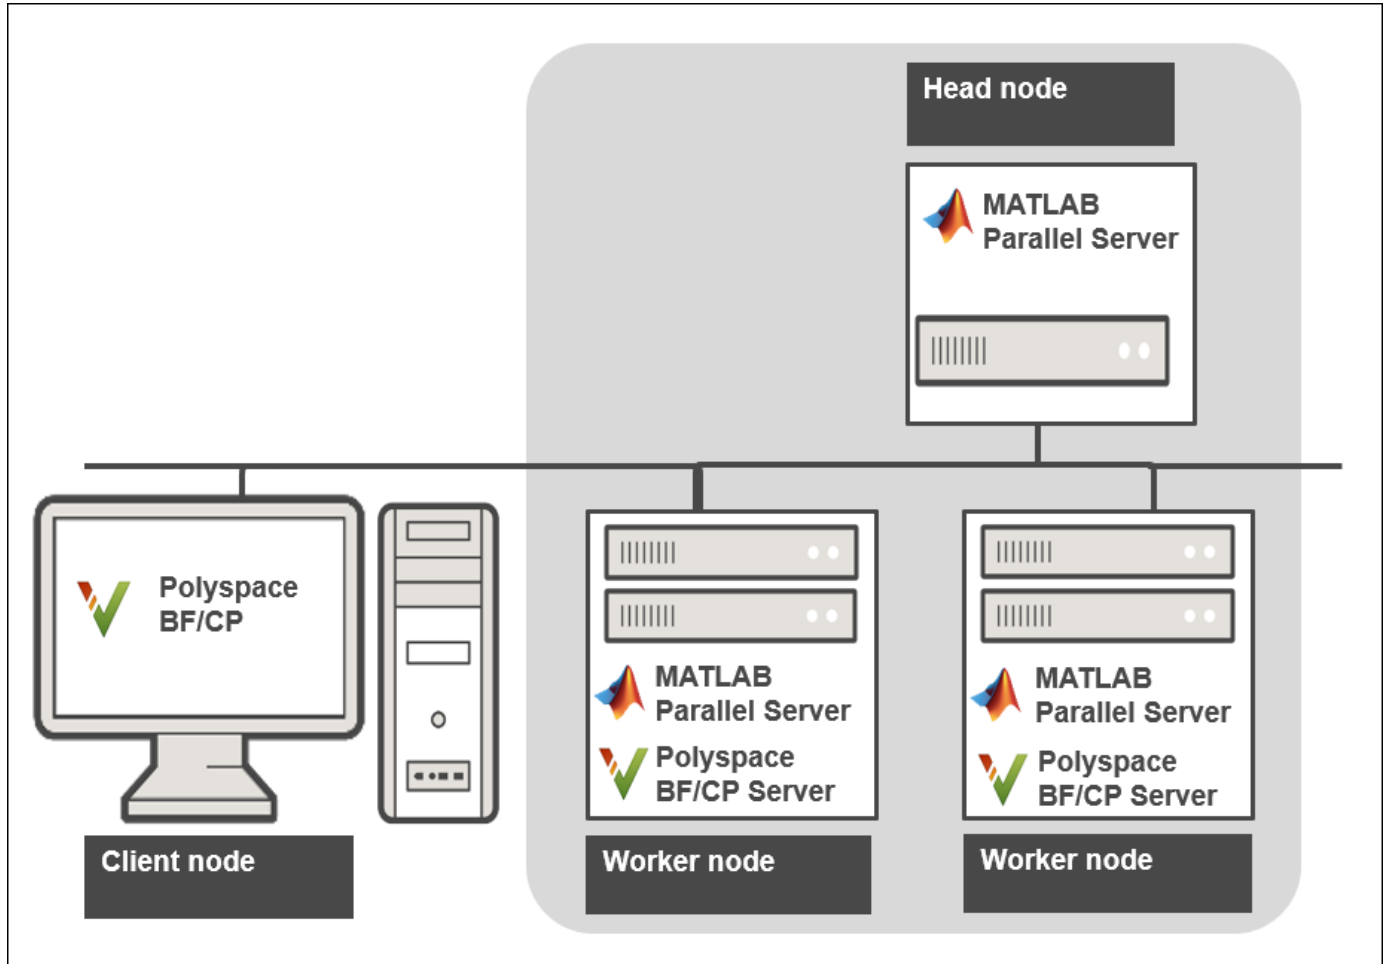 Head node
MATLAB
Parallel Server
Polyspace
BF/CP
MATLAB
Parallel Server
Polyspace
BF/CP Server
MATLAB
Parallel Server
Polyspace
BF/CP Server
Client node
Worker node
Worker node